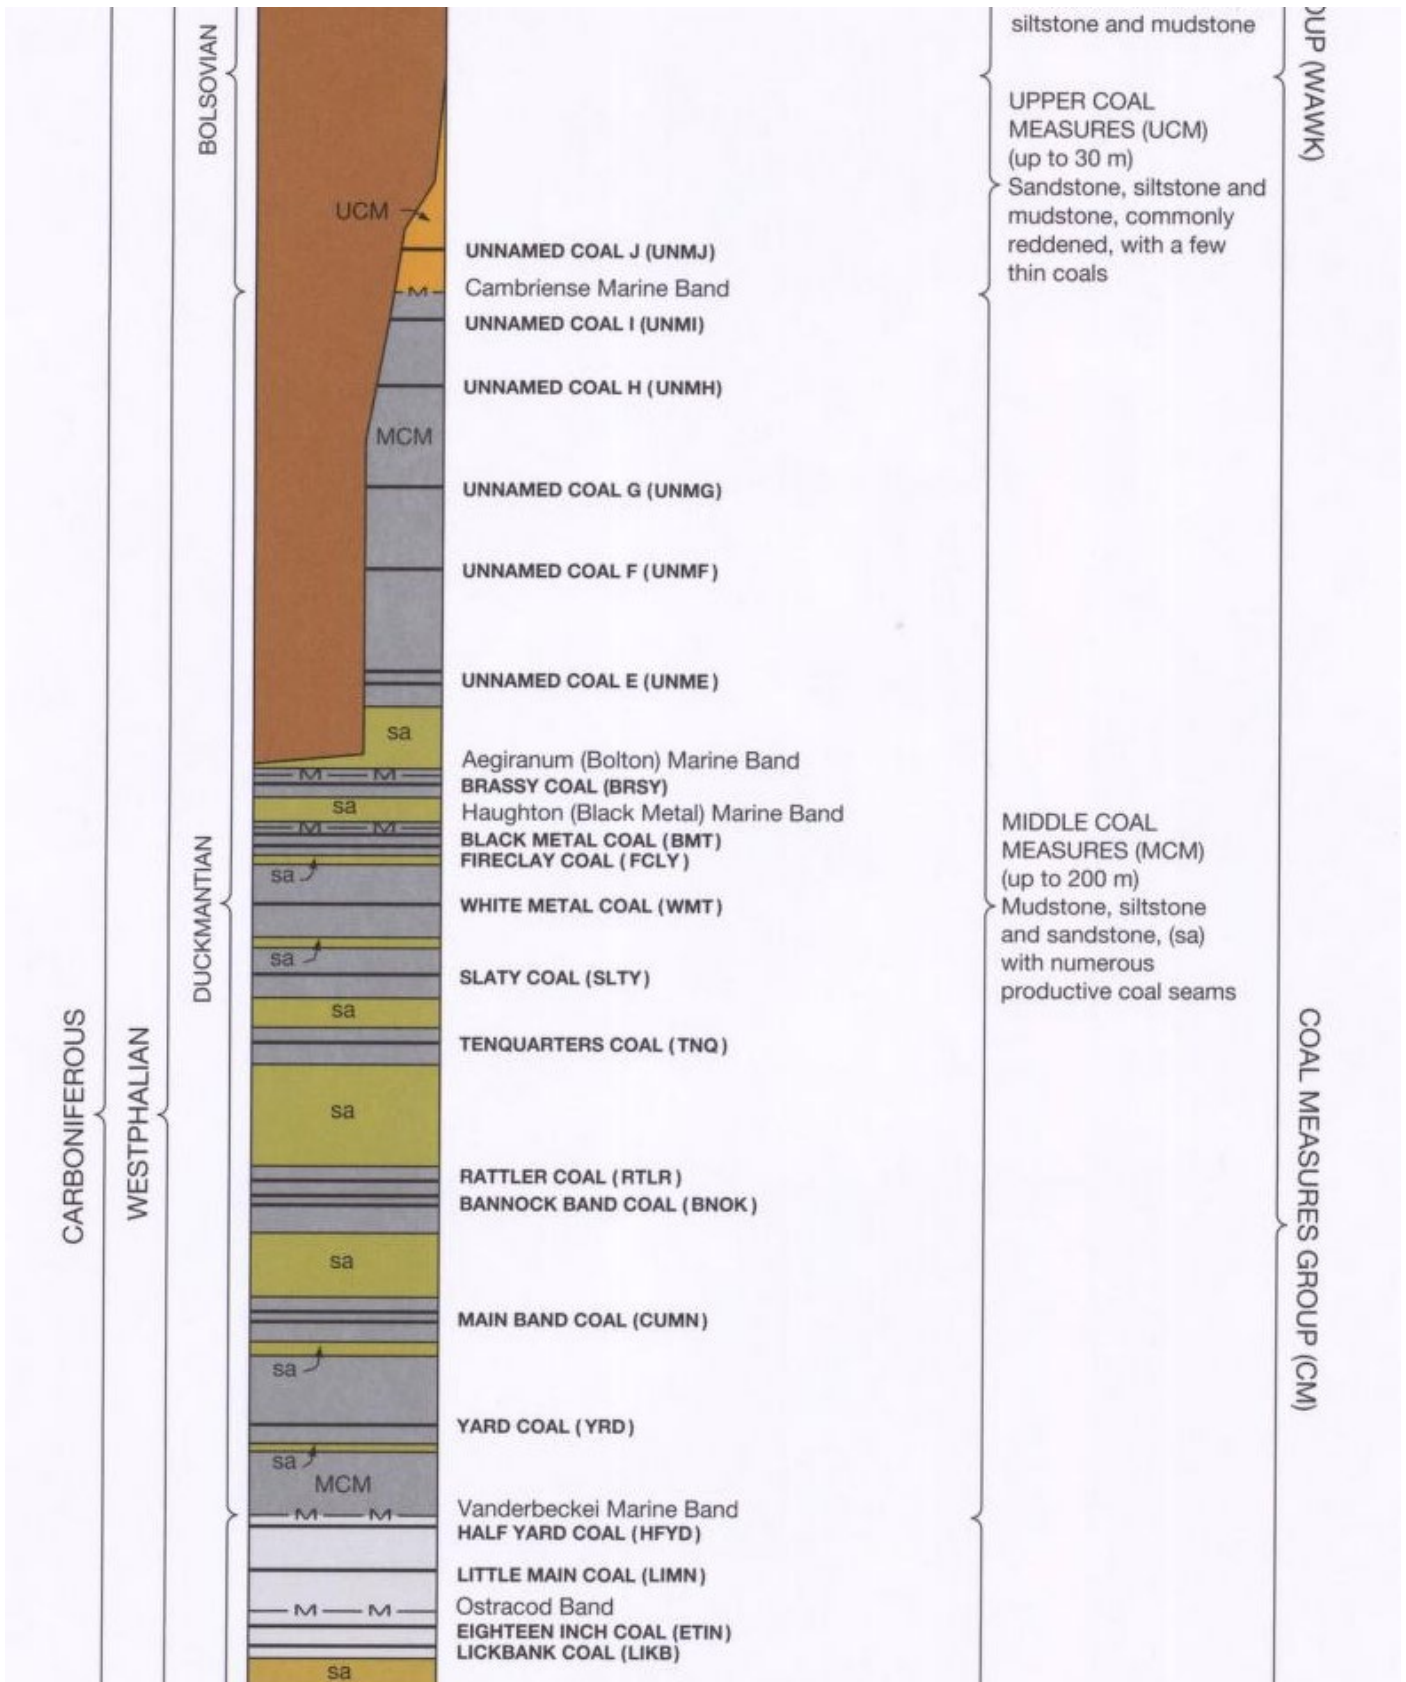 siltstone and mudstone
OUP (WAWK)
BOLSOVIAN
UPPER COAL
MEASURES (UCM)
(up to 30 m)
Sandstone, siltstone and
mudstone, commonly
reddened, with a few
thin coals
UCM
UNNAMED COAL J (UNMJ)
M
Cambriense Marine Band
UNNAMED COAL I (UNMI)
UNNAMED COAL H (UNMH)
MCM
UNNAMED COAL G (UNMG)
UNNAMED COAL F (UNMF)
UNNAMED COAL E (UNME)
sa
Aegiranum (Bolton) Marine Band
M M
BRASSY COAL (BRSY)
sa
Haughton (Black Metal) Marine Band
M M
BLACK METAL COAL (BMT)
FIRECLAY COAL (FCLY)
sa
MIDDLE COAL
MEASURES (MCM)
(up to 200 m)
Mudstone, siltstone
and sandstone, (sa)
with numerous
productive coal seams
DUCKMANTIAN
WHITE METAL COAL (WMT)
sa
SLATY COAL (SLTY)
sa
TENQUARTERS COAL (TNQ)
sa
CARBONIFEROUS
WESTPHALIAN
COAL MEASURES GROUP (CM)
RATTLER COAL (RTLR)
BANNOCK BAND COAL (BNOK)
sa
MAIN BAND COAL (CUMN)
sa
YARD COAL (YRD)
sa
MCM
Vanderbeckei Marine Band
M M
HALF YARD COAL (HFYD)
LITTLE MAIN COAL (LIMN)
Ostracod Band
M M
EIGHTEEN INCH COAL (ETIN)
LICKBANK COAL (LIKB)
sa